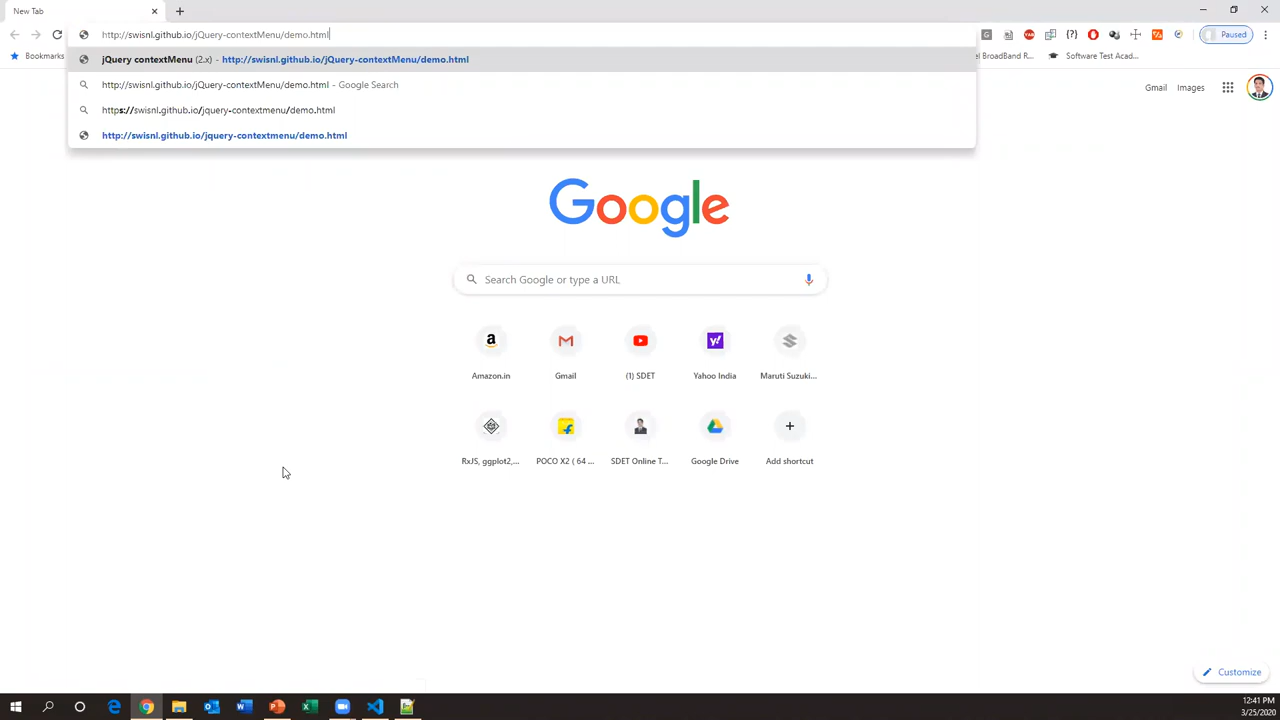 New Tab
http://swisnl.github.io/jQuery-contextMenu/demo.html
Paused
jQuery contextMenu (2.x) - http://swisnl.github.io/jQuery-contextMenu/demo.html
http://swisnl.github.io/jQuery-contextMenu/demo.html - Google Search
https://swisnl.github.io/jquery-contextmenu/demo.html
http://swisnl.github.io/jquery-contextmenu/demo.html
Bookmarks
el BroadBand R...
Software Test Acad...
Gmail
Images
Google
Search Google or type a URL
Amazon.in
Gmail
(1) SDET
Yahoo India
Maruti Suzuki...
RxJS, ggplot2,...
POCO X2 ( 64 ...
SDET Online T...
Google Drive
Add shortcut
Customize
12:41 PM
3/25/2020